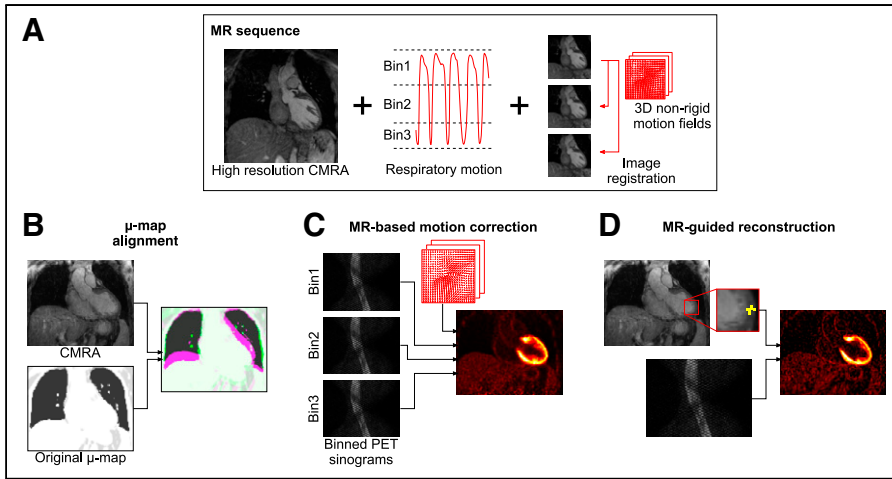 A
MR sequence
Bin1
Bin2
Bin3
High resolution CMRA
Respiratory motion
3D non-rigid
motion fields
Image
registration
B
µ-map
alignment
CMRA
Original µ-map
C
MR-based motion correction
Bin1
Bin2
Bin3
Binned PET
sinograms
D
MR-guided reconstruction